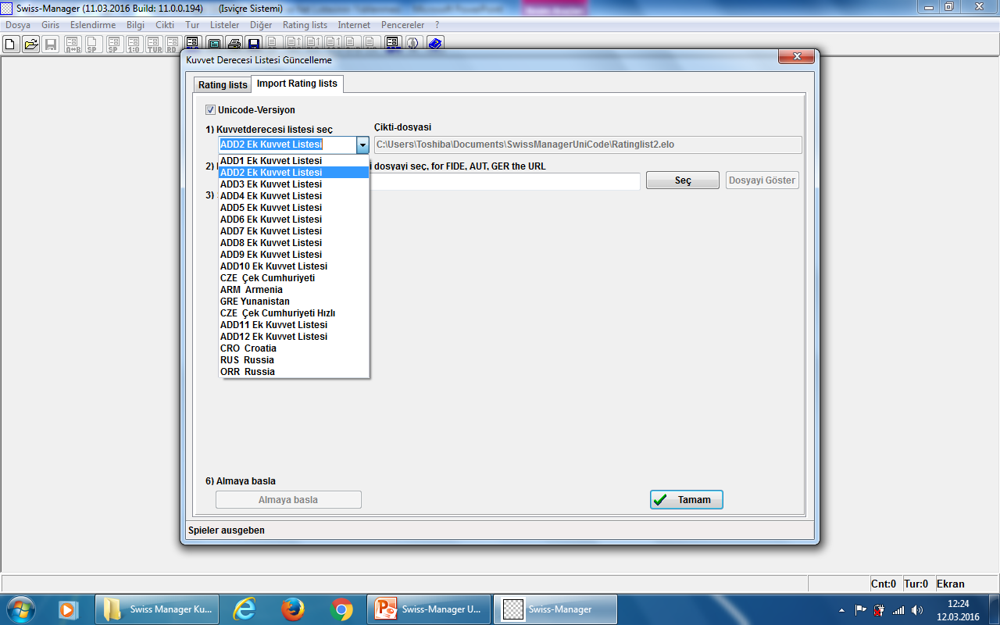 Swiss-Manager (11.03.2016 Build: 11.0.0.194)     (Isviçre Sistemi)
Dosya Giris Eslendirme Bilgi Cikti Tur Listeler Diğer Rating lists Internet Pencereler ?
Kuvvet Derecesi Listesi Güncelleme
Rating lists Import Rating lists
Unicode-Versiyon
1) Kuvvetderecesi listesi seç Çikti-dosyasi
ADD2 Ek Kuvvet Listesi C:\Users\Toshiba\Documents\SwissManagerUniCode\Ratinglist2.elo
ADD1 Ek Kuvvet Listesi
2) dosyayi seç, for FIDE, AUT, GER the URL
ADD2 Ek Kuvvet Listesi
Seç Dosyayi Göster
ADD3 Ek Kuvvet Listesi
3)
ADD4 Ek Kuvvet Listesi
ADD5 Ek Kuvvet Listesi
ADD6 Ek Kuvvet Listesi
ADD7 Ek Kuvvet Listesi
ADD8 Ek Kuvvet Listesi
ADD9 Ek Kuvvet Listesi
ADD10 Ek Kuvvet Listesi
CZE Çek Cumhuriyeti
ARM Armenia
GRE Yunanistan
CZE Çek Cumhuriyeti Hızlı
ADD11 Ek Kuvvet Listesi
ADD12 Ek Kuvvet Listesi
CRO Croatia
RUS Russia
ORR Russia
6) Almaya basla
Almaya basla Tamam
Spieler ausgeben
Cnt:0 Tur:0 Ekran
Swiss Manager Ku... Swiss-Manager U... Swiss-Manager 12:24
12.03.2016